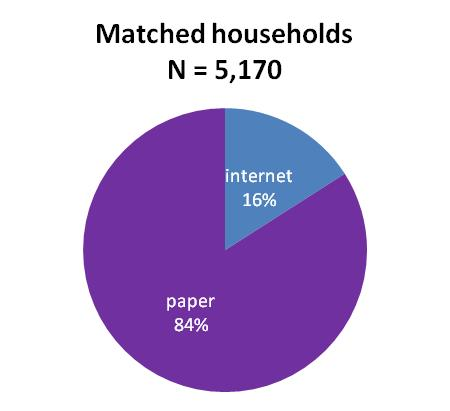 Matched households
N = 5,170
internet
16%
paper
84%